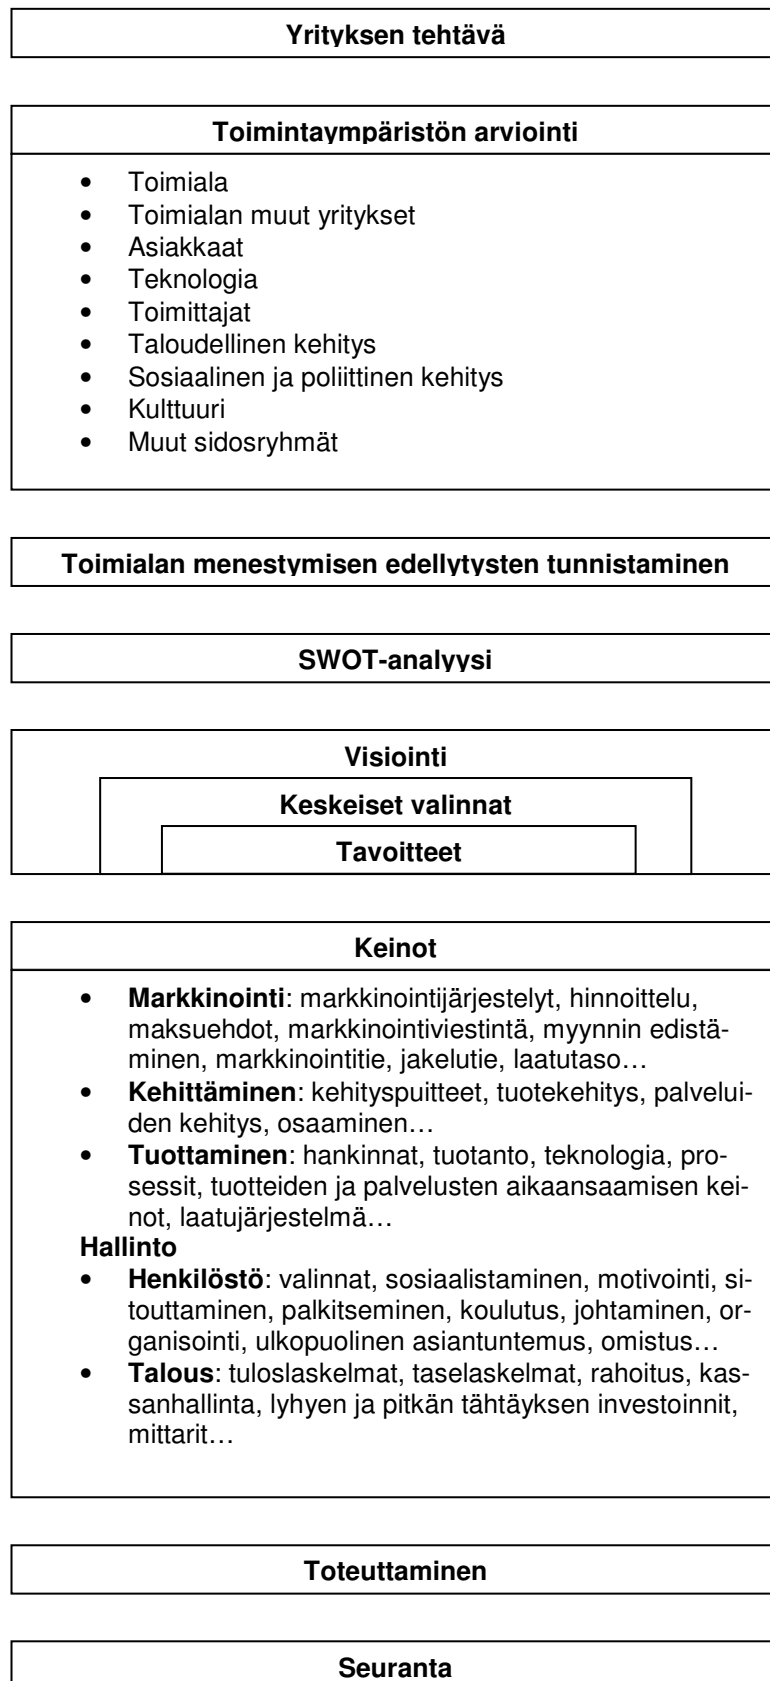 Yrityksen tehtävä
Toimintaympäristön arviointi
• Toimiala
• Toimialan muut yritykset
• Asiakkaat
• Teknologia
• Toimittajat
• Taloudellinen kehitys
• Sosiaalinen ja poliittinen kehitys
• Kulttuuri
• Muut sidosryhmät
Toimialan menestymisen edellytysten tunnistaminen
SWOT-analyysi
Visiointi
Keskeiset valinnat
Tavoitteet
Keinot
• Markkinointi: markkinointijärjestelyt, hinnoittelu,
maksuehdot, markkinointiviestintä, myynnin edistä-
minen, markkinointitie, jakelutie, laatutaso…
• Kehittäminen: kehityspuitteet, tuotekehitys, palvelui-
den kehitys, osaaminen…
• Tuottaminen: hankinnat, tuotanto, teknologia, pro-
sessit, tuotteiden ja palvelusten aikaansaamisen kei-
not, laatujärjestelmä…
Hallinto
• Henkilöstö: valinnat, sosiaalistaminen, motivointi, si-
touttaminen, palkitseminen, koulutus, johtaminen, or-
ganisointi, ulkopuolinen asiantuntemus, omistus…
• Talous: tuloslaskelmat, taselaskelmat, rahoitus, kas-
sanhallinta, lyhyen ja pitkän tähtäyksen investoinnit,
mittarit…
Toteuttaminen
Seuranta